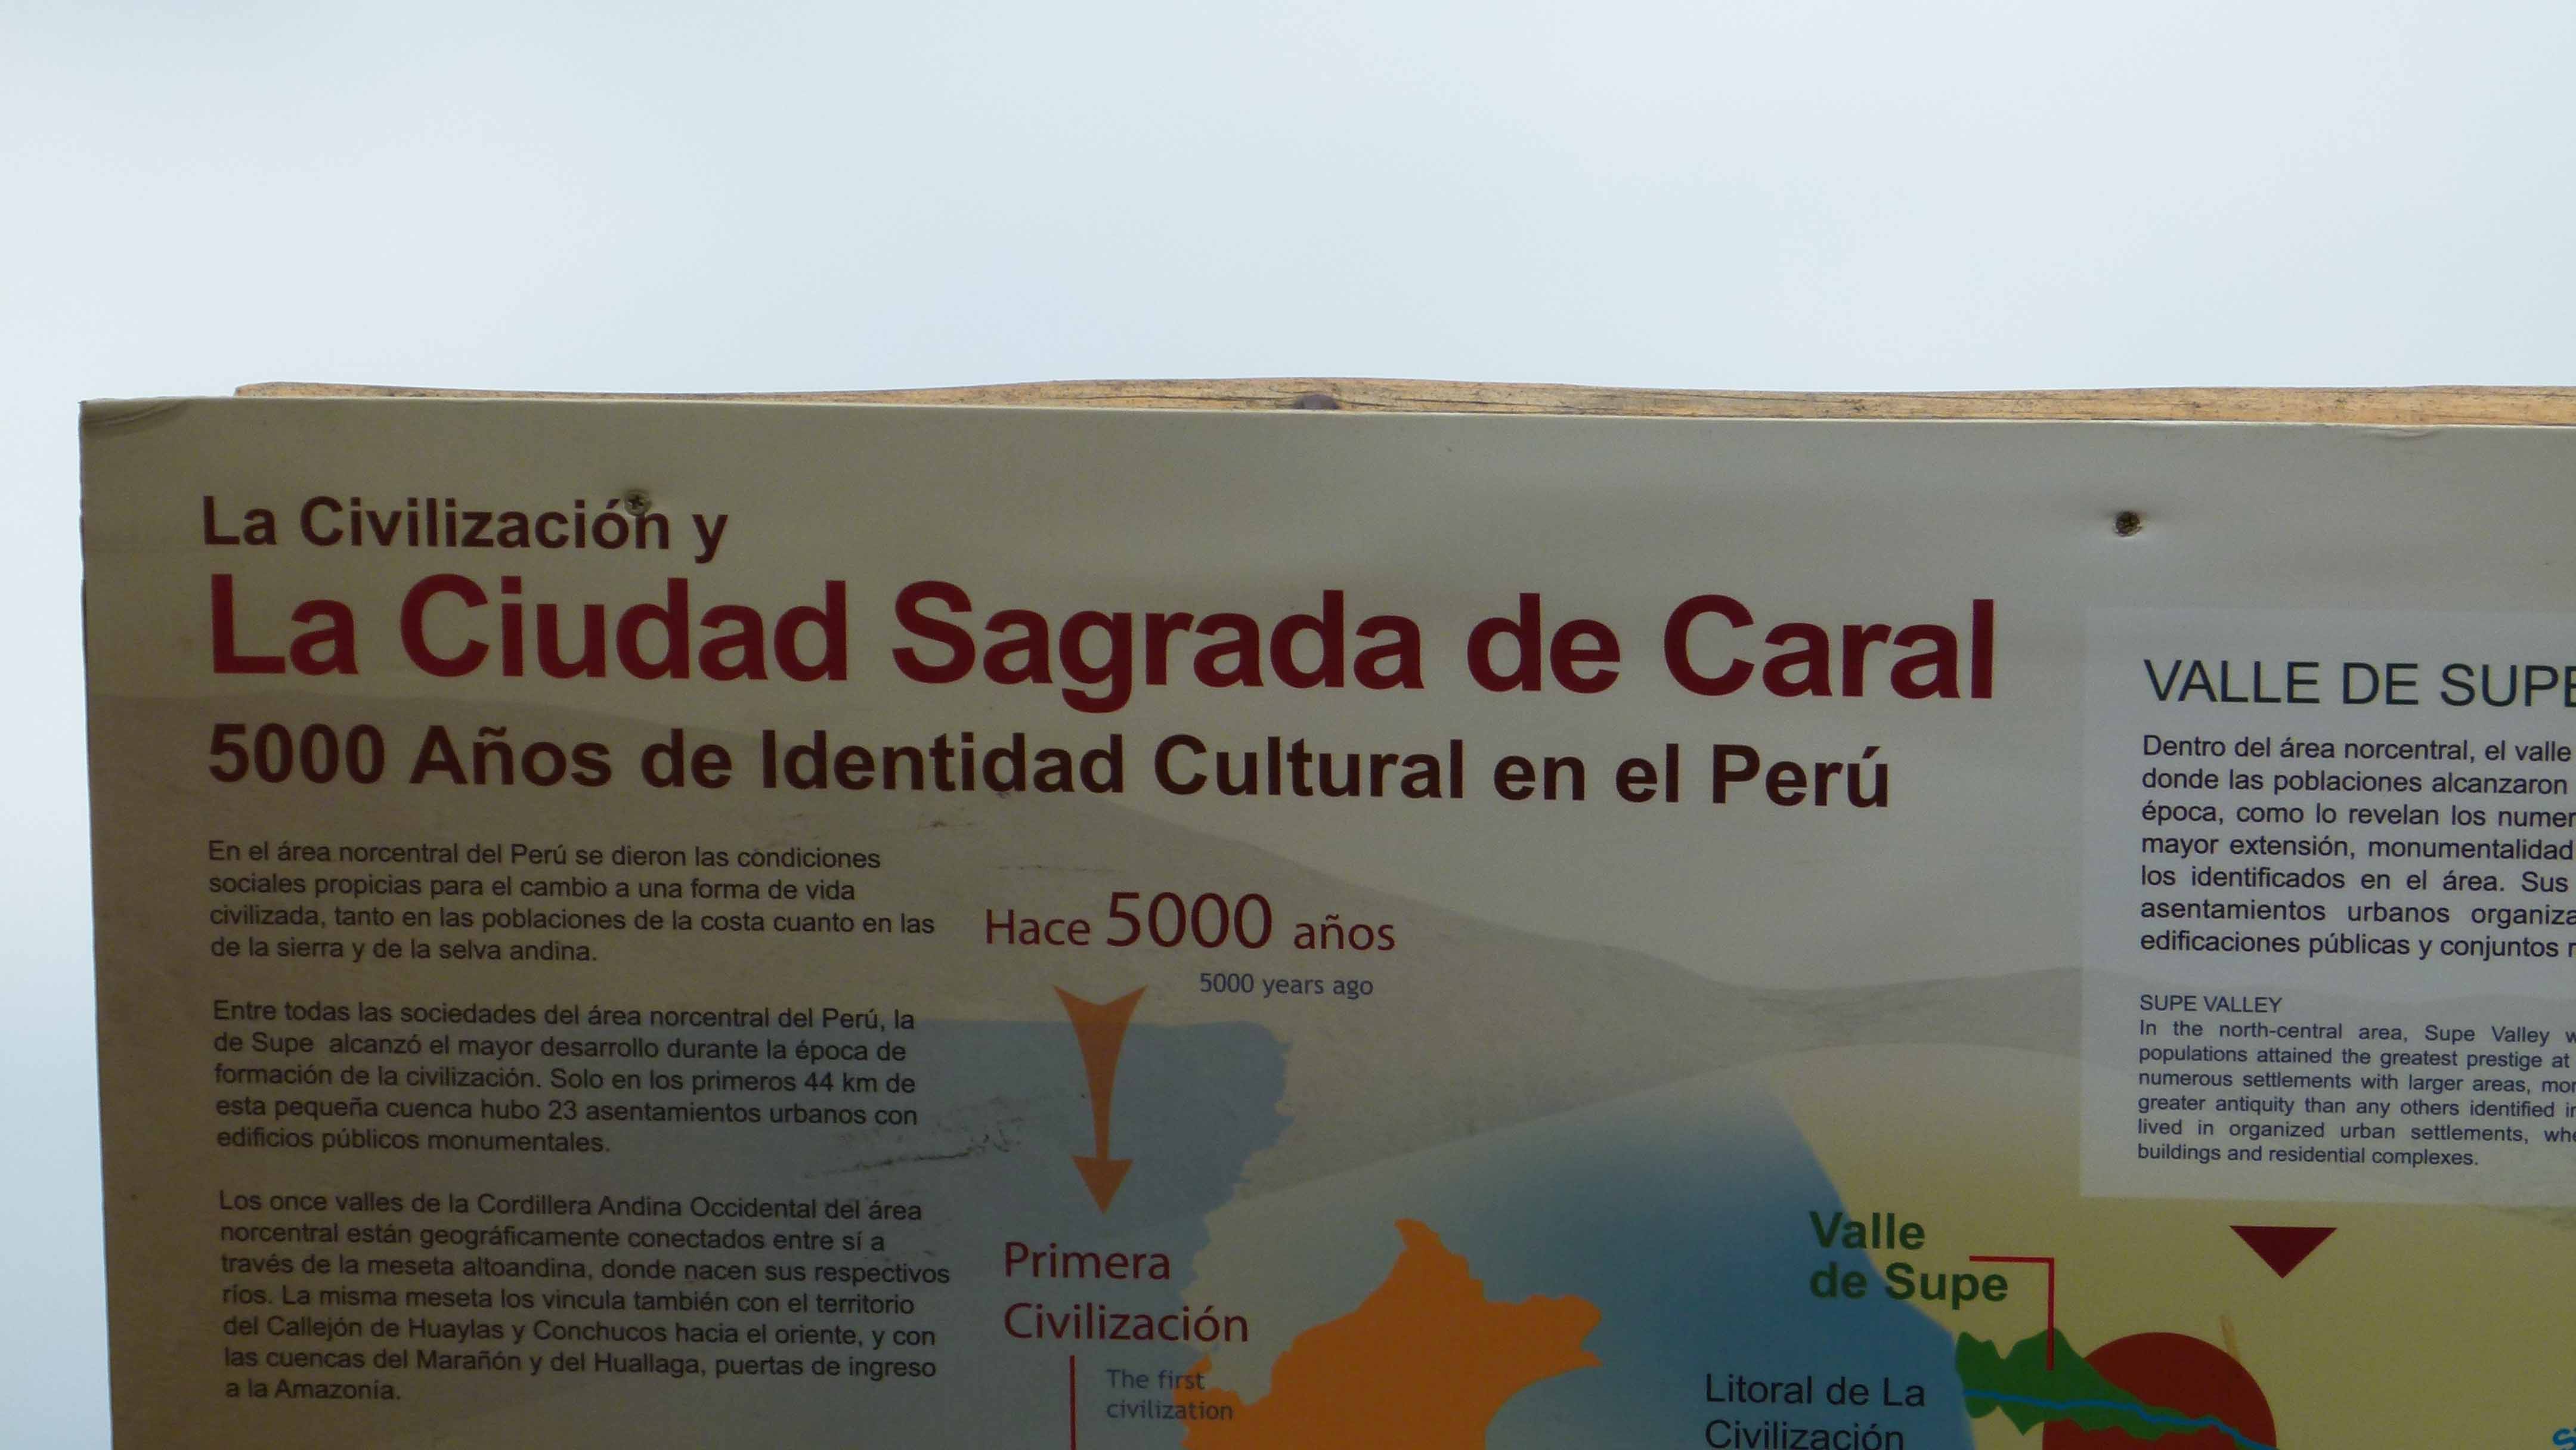 La Civilización y
La Ciudad Sagrada de Caral
5000 Años de Identidad Cultural en el Perú
En el área norcentral del Perú se dieron las condiciones
sociales propicias para el cambio a una forma de vida
civilizada, tanto en las poblaciones de la costa cuanto en las
de la sierra y de la selva andina.
Entre todas las sociedades del área norcentral del Perú, la
de Supe alcanzó el mayor desarrollo durante la época de
formación de la civilización. Solo en los primeros 44 km de
esta pequeña cuenca hubo 23 asentamientos urbanos con
edificios públicos monumentales.
Los once valles de la Cordillera Andina Occidental del área
norcentral están geográficamente conectados entre sí a
través de la meseta altoandina, donde nacen sus respectivos
ríos. La misma meseta los vincula también con el territorio
del Callejón de Huaylas y Conchucos hacia el oriente, y con
las cuencas del Marañón y del Huallaga, puertas de ingreso
a la Amazonía.
Hace 5000 años
5000 years ago
Primera
Civilización
The first
civilization
VALLE DE SUPE
Dentro del área norcentral, el valle
donde las poblaciones alcanzaron
época, como lo revelan los numer
mayor extensión, monumentalidad
los identificados en el área. Sus
asentamientos urbanos organiza
edificaciones públicas y conjuntos
SUPE VALLEY
In the north-central area, Supe Valley w
populations attained the greatest prestige at
numerous settlements with larger areas, mon
greater antiquity than any others identified in
lived in organized urban settlements, whe
buildings and residential complexes.
Valle
de Supe
Litoral de La
Civilización